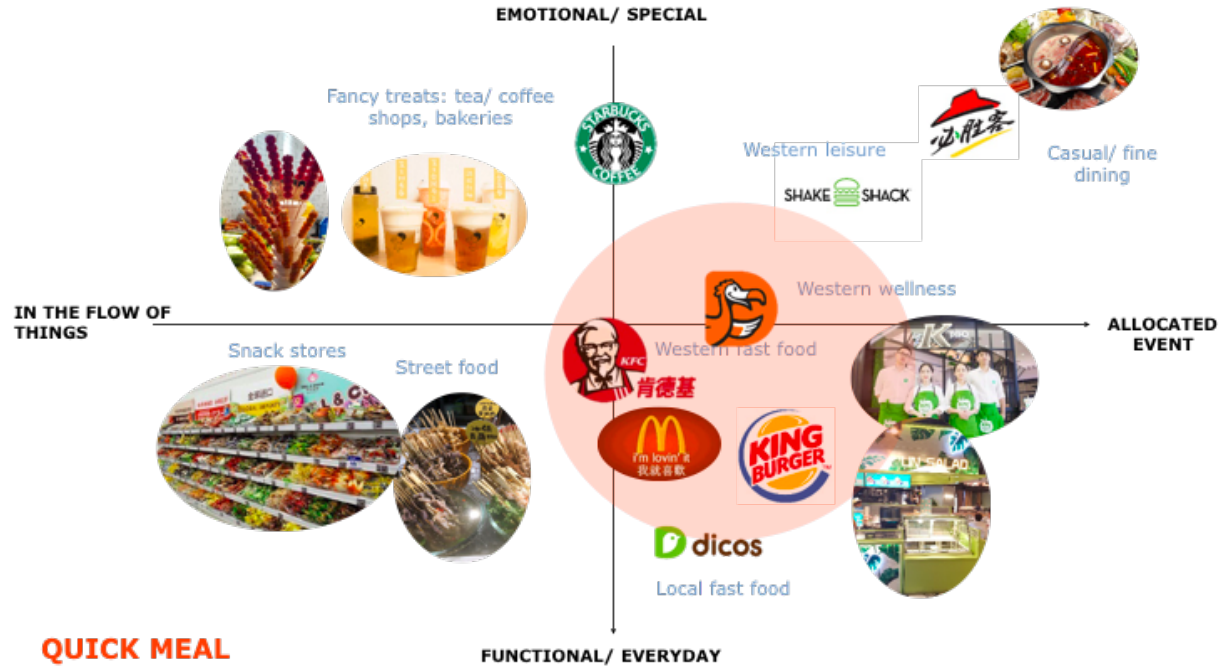 EMOTIONAL/ SPECIAL
Fancy treats: tea/ coffee
shops, bakeries
STARBUCKS
COFFEE
必胜客
Western leisure
SHAKE SHACK
Casual/ fine
dining
IN THE FLOW OF
THINGS
Western wellness
ALLOCATED
EVENT
Snack stores
Street food
KFC
肯德基
Western fast food
i'm lovin' it
我就喜歡
KING
BURGER
SALAD
dicos
Local fast food
QUICK MEAL
FUNCTIONAL/ EVERYDAY